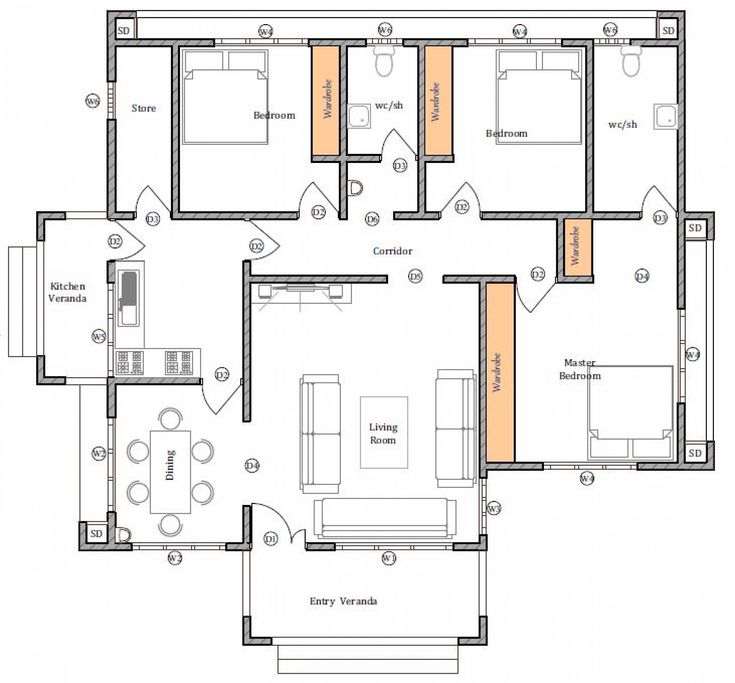 SD
W4
W6
W4
W6
SD
W6
Store
Bedroom
Wardrobe
wc/sh
Wardrobe
Bedroom
wc/sh
D3
D2
D3
D6
D2
D3
SD
D2
D2
Corridor
Wardrobe
Kitchen
Veranda
D5
D2
D4
W5
D2
Wardrobe
Master
Bedroom
W4
Living
Room
W2
Dining
D4
SD
W4
W3
SD
D1
W2
W1
Entry Veranda